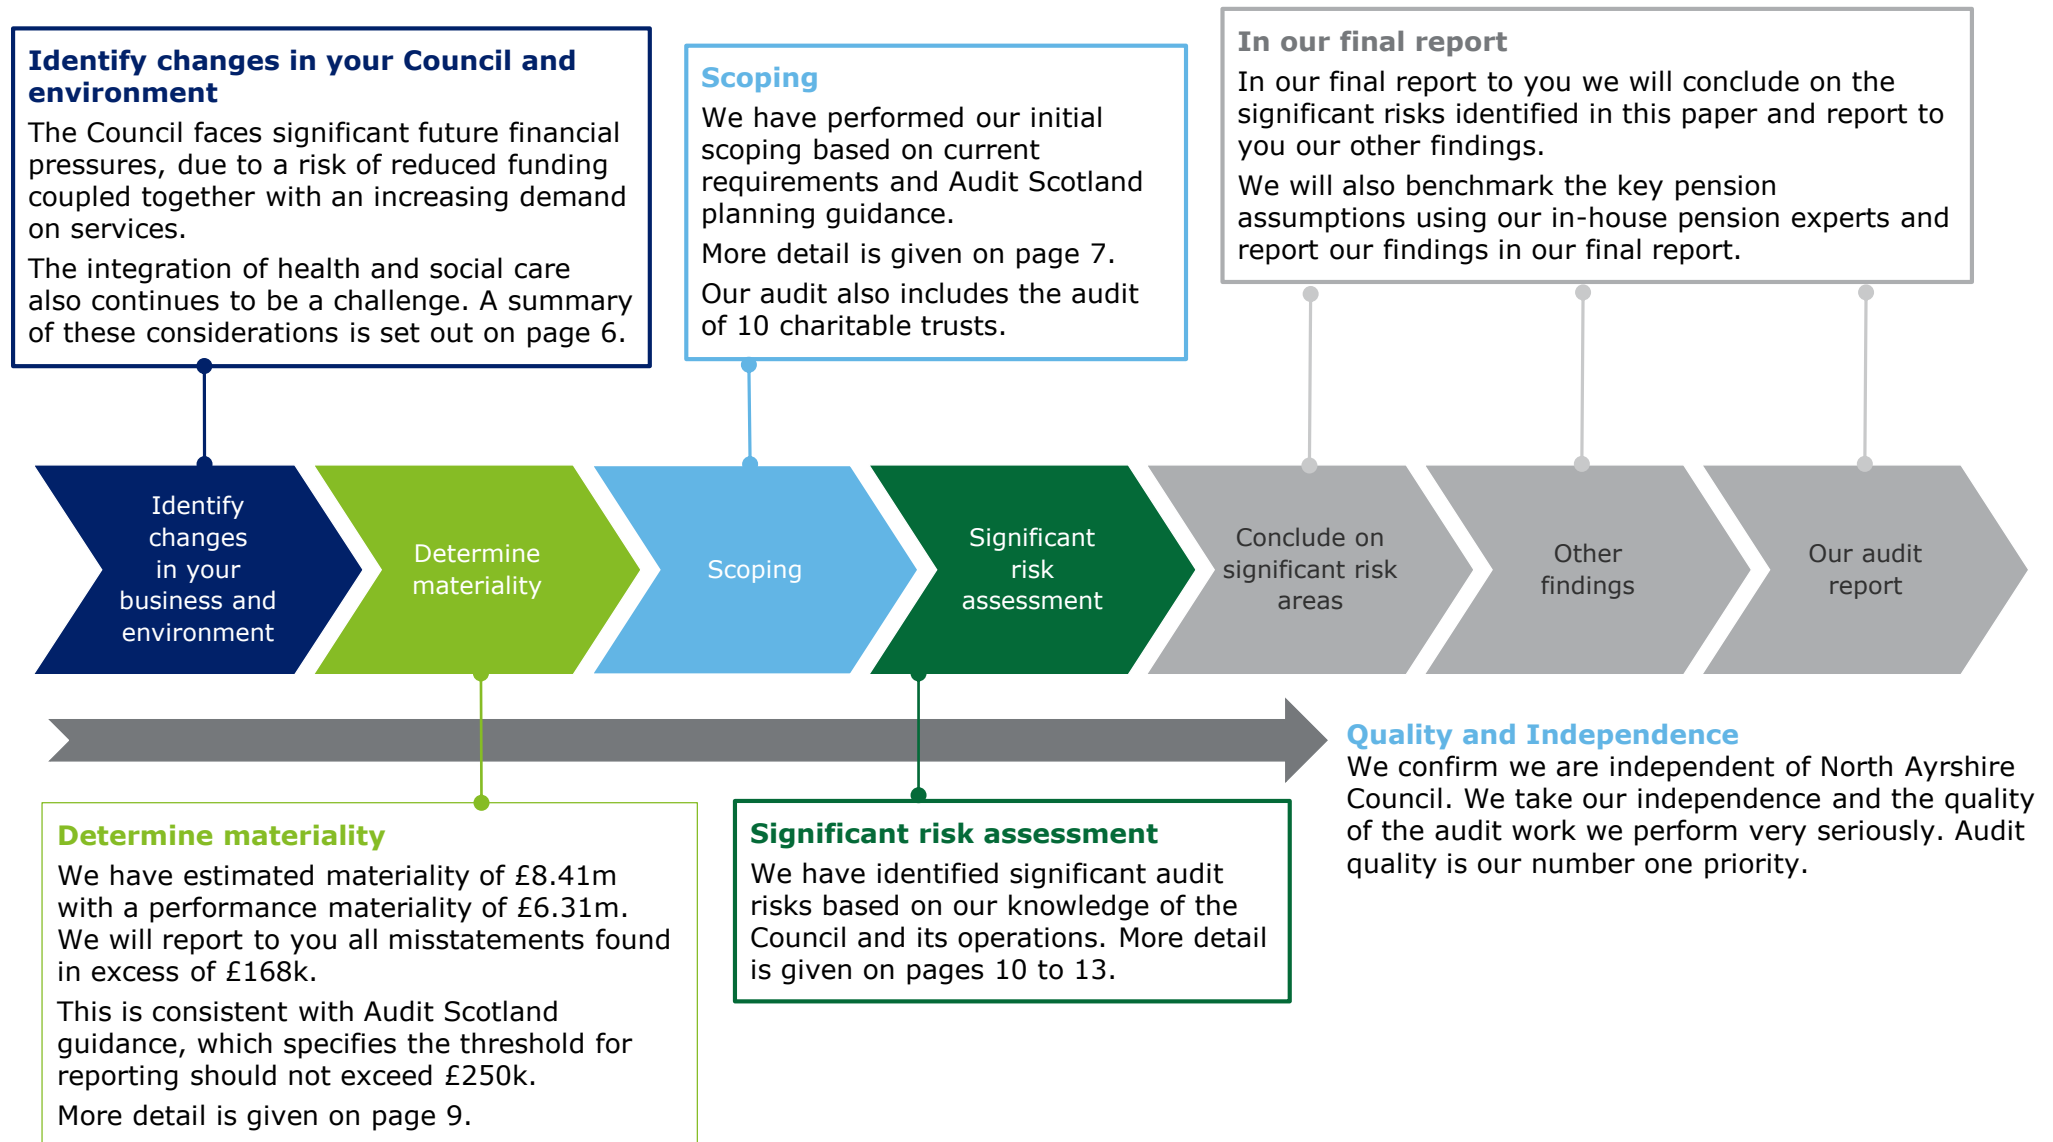 Identify changes in your Council and
environment
The Council faces significant future financial
pressures, due to a risk of reduced funding
coupled together with an increasing demand
on services.
The integration of health and social care
also continues to be a challenge. A summary
of these considerations is set out on page 6.
Scoping
We have performed our initial
scoping based on current
requirements and Audit Scotland
planning guidance.
More detail is given on page 7.
Our audit also includes the audit
of 10 charitable trusts.
In our final report
In our final report to you we will conclude on the
significant risks identified in this paper and report to
you our other findings.
We will also benchmark the key pension
assumptions using our in-house pension experts and
report our findings in our final report.
Identify
changes
in your
business and
environment
Determine
materiality
Scoping
Significant
risk
assessment
Conclude on
significant risk
areas
Other
findings
Our audit
report
Determine materiality
We have estimated materiality of £8.41m
with a performance materiality of £6.31m.
We will report to you all misstatements found
in excess of £168k.
This is consistent with Audit Scotland
guidance, which specifies the threshold for
reporting should not exceed £250k.
More detail is given on page 9.
Significant risk assessment
We have identified significant audit
risks based on our knowledge of the
Council and its operations. More detail
is given on pages 10 to 13.
Quality and Independence
We confirm we are independent of North Ayrshire
Council. We take our independence and the quality
of the audit work we perform very seriously. Audit
quality is our number one priority.